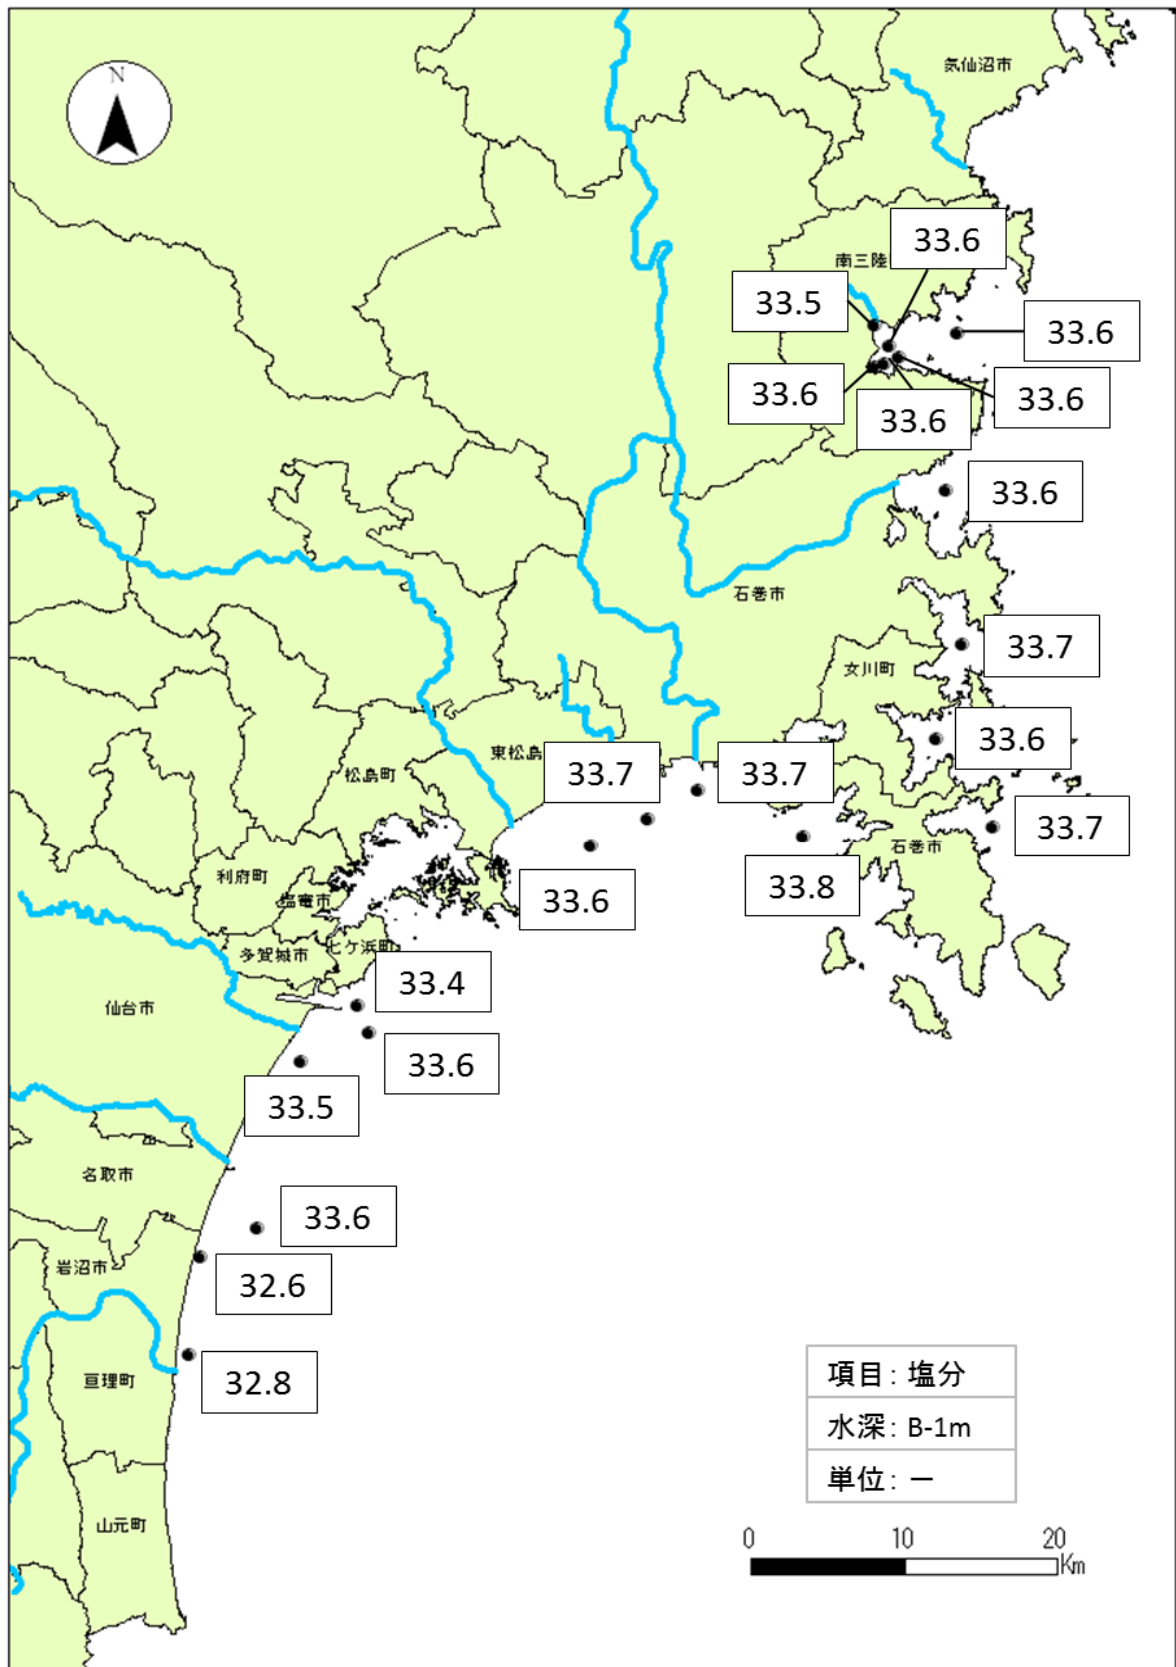 気仙沼市
N
33.6
南三陸
33.5
33.6
33.6
33.6
33.6
33.6
石巻市
33.7
女川町
33.6
東松島
33.7
33.7
松島町
33.7
石巻市
33.8
利府町
33.6
塩竈市
多賀城市
七ケ浜町
33.4
仙台市
33.6
33.5
名取市
33.6
岩沼市
32.6
亘理町
32.8
項目: 塩分
水深: B-1m
単位: ー
山元町
0 10 20
Km